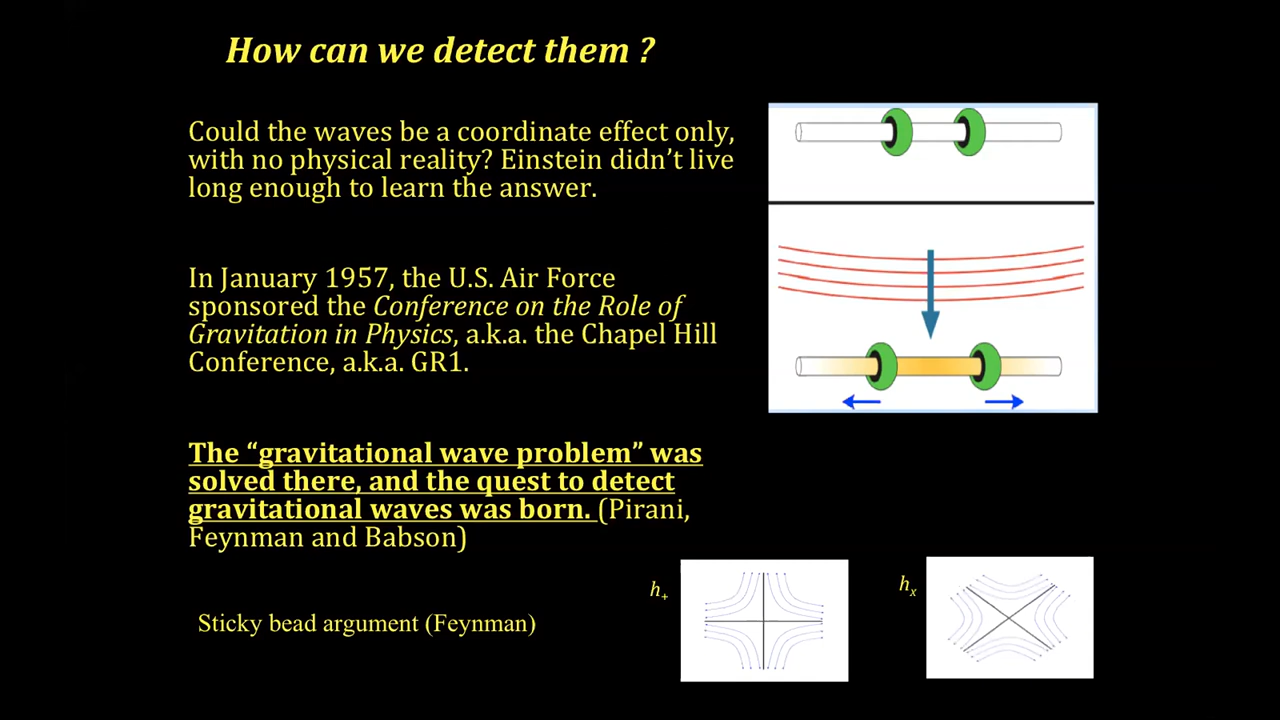 How can we detect them ?
Could the waves be a coordinate effect only,
with no physical reality? Einstein didn’t live
long enough to learn the answer.
In January 1957, the U.S. Air Force
sponsored the Conference on the Role of
Gravitation in Physics, a.k.a. the Chapel Hill
Conference, a.k.a. GR1.
The “gravitational wave problem” was
solved there, and the quest to detect
gravitational waves was born. (Pirani,
Feynman and Babson)
h+
hx
Sticky bead argument (Feynman)